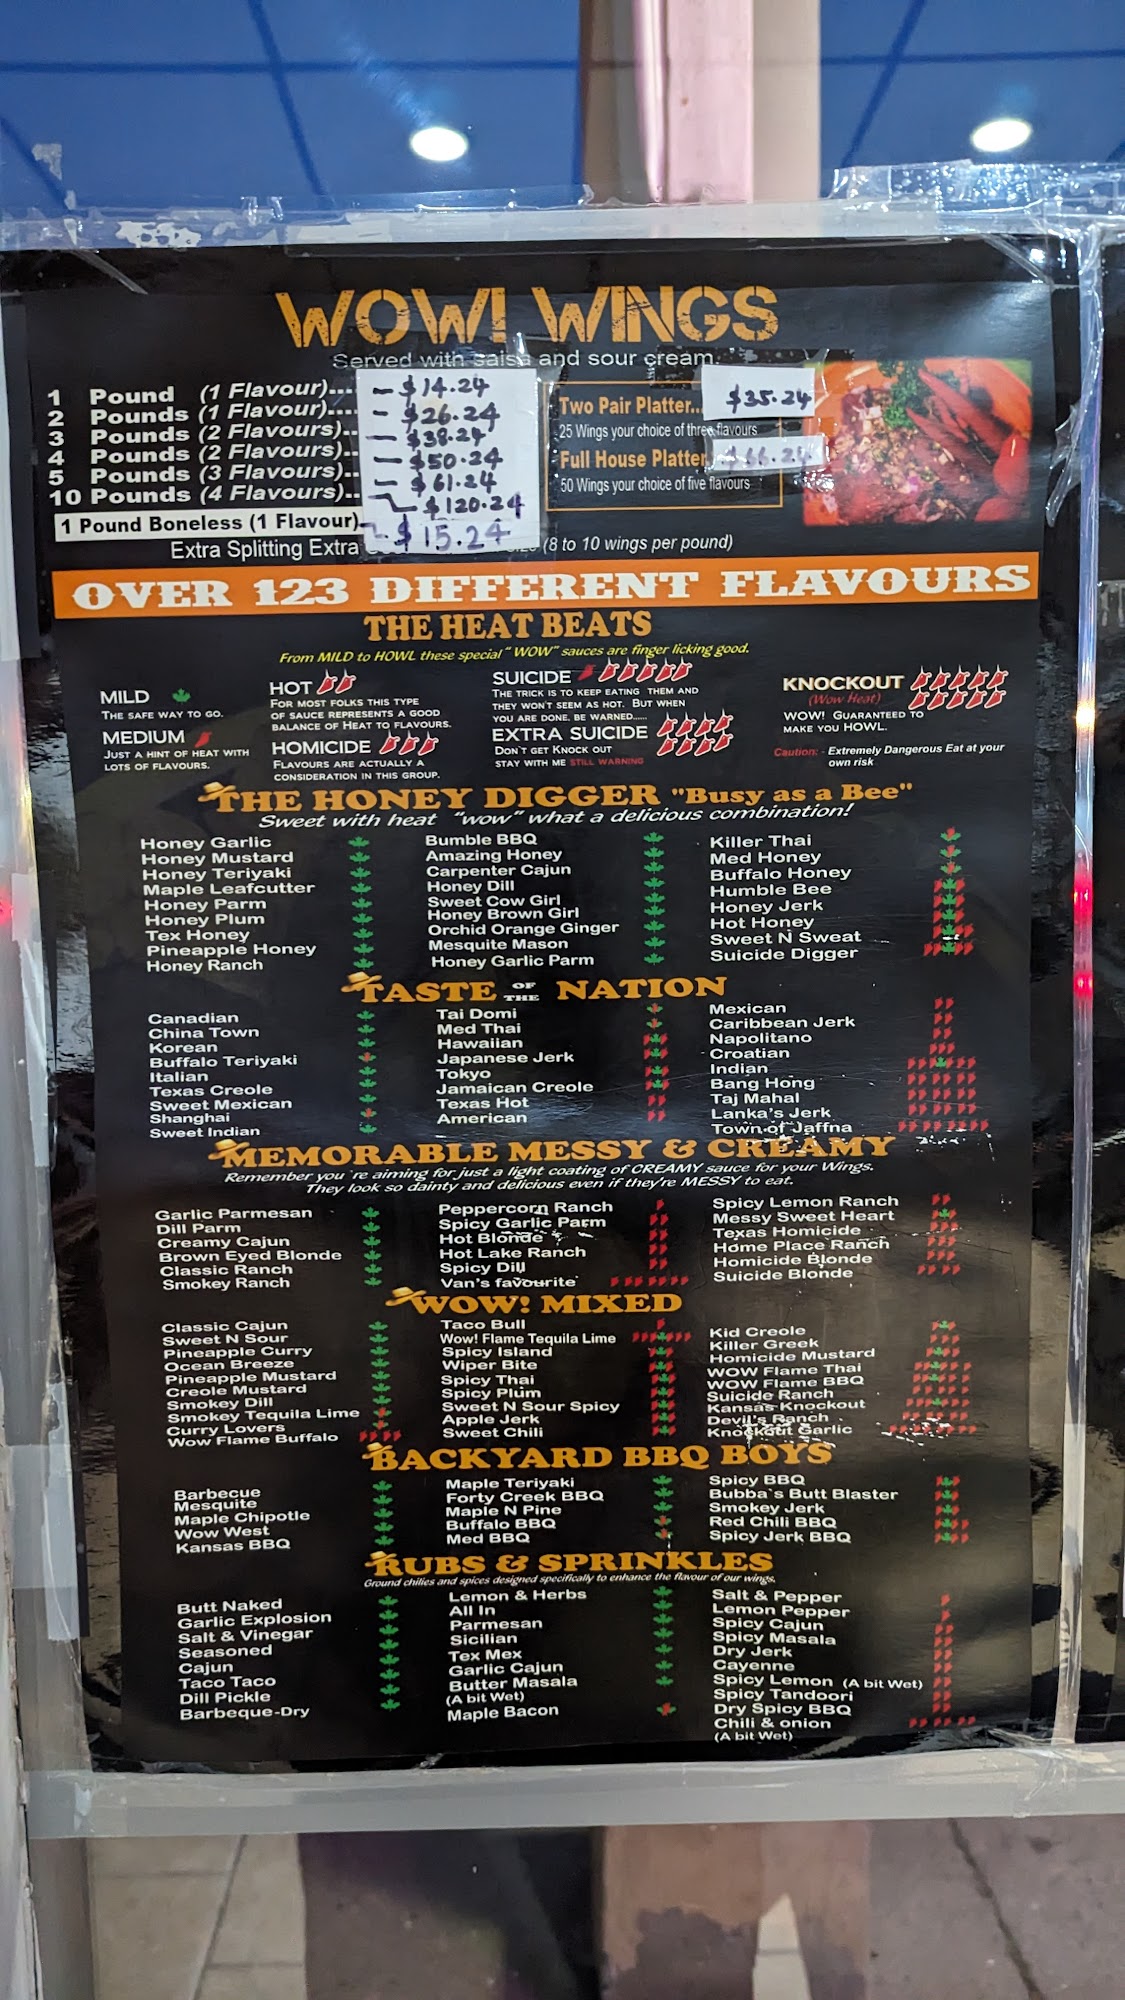 WOW! WINGS
Served with salsa and sour cream
1 Pound (1 Flavour).... - $14.24
2 Pounds (1 Flavour).... - $26.24
3 Pounds (2 Flavours).. - $38.24
4 Pounds (2 Flavours).. - $50.24
5 Pounds (3 Flavours).. - $61.24
10 Pounds (4 Flavours).. - $120.24
1 Pound Boneless (1 Flavour) - $15.24
Extra Splitting Extra (8 to 10 wings per pound)
Two Pair Platter... $35.24
25 Wings your choice of three flavours
Full House Platter
50 Wings your choice of five flavours
OVER 123 DIFFERENT FLAVOURS
THE HEAT BEATS
From MILD to HOWL these special "WOW" sauces are finger licking good.
MILD
THE SAFE WAY TO GO.
MEDIUM
JUST A HINT OF HEAT WITH
LOTS OF FLAVOURS.
HOT
FOR MOST FOLKS THIS TYPE
OF SAUCE REPRESENTS A GOOD
BALANCE OF HEAT TO FLAVOURS.
HOMICIDE
FLAVOURS ARE ACTUALLY A
CONSIDERATION IN THIS GROUP.
SUICIDE
THE TRICK IS TO KEEP EATING THEM AND
THEY WON'T SEEM AS HOT. BUT WHEN
YOU ARE DONE, BE WARNED......
EXTRA SUICIDE
DON'T GET KNOCK OUT
STAY WITH ME STILL WARNING
KNOCKOUT
(Wow Heat)
WOW! GUARANTEED TO
MAKE YOU HOWL.
Caution: - Extremely Dangerous Eat at your
own risk
THE HONEY DIGGER "Busy as a Bee"
Sweet with heat "wow" what a delicious combination!
Honey Garlic
Honey Mustard
Honey Teriyaki
Maple Leafcutter
Honey Parm
Honey Plum
Tex Honey
Pineapple Honey
Honey Ranch
Bumble BBQ
Amazing Honey
Carpenter Cajun
Honey Dill
Sweet Cow Girl
Honey Brown Girl
Orchid Orange Ginger
Mesquite Mason
Honey Garlic Parm
Killer Thai
Med Honey
Buffalo Honey
Humble Bee
Honey Jerk
Hot Honey
Sweet N Sweat
Suicide Digger
TASTE OF THE NATION
Canadian
China Town
Korean
Buffalo Teriyaki
Italian
Texas Creole
Sweet Mexican
Shanghai
Sweet Indian
Tai Domi
Med Thai
Hawaiian
Japanese Jerk
Tokyo
Jamaican Creole
Texas Hot
American
Mexican
Caribbean Jerk
Napolitano
Croatian
Indian
Bang Hong
Taj Mahal
Lanka's Jerk
Town of Jaffna
MEMORABLE MESSY & CREAMY
Remember you`re aiming for just a light coating of CREAMY sauce for your Wings.
They look so dainty and delicious even if they're MESSY to eat.
Garlic Parmesan
Dill Parm
Creamy Cajun
Brown Eyed Blonde
Classic Ranch
Smokey Ranch
Peppercorn Ranch
Spicy Garlic Parm
Hot Blonde
Hot Lake Ranch
Spicy Dill
Van's favourite
Spicy Lemon Ranch
Messy Sweet Heart
Texas Homicide
Home Place Ranch
Homicide Blonde
Suicide Blonde
WOW! MIXED
Classic Cajun
Sweet N Sour
Pineapple Curry
Ocean Breeze
Pineapple Mustard
Creole Mustard
Smokey Dill
Smokey Tequila Lime
Curry Lovers
Wow Flame Buffalo
Taco Bull
Wow! Flame Tequila Lime
Spicy Island
Wiper Bite
Spicy Thai
Spicy Plum
Sweet N Sour Spicy
Apple Jerk
Sweet Chili
Kid Creole
Killer Greek
Homicide Mustard
WOW Flame Thai
WOW Flame BBQ
Suicide Ranch
Kansas Knockout
Devil's Ranch
Knockout Garlic
BACKYARD BBQ BOYS
Barbecue
Mesquite
Maple Chipotle
Wow West
Kansas BBQ
Maple Teriyaki
Forty Creek BBQ
Maple N Pine
Buffalo BBQ
Med BBQ
Spicy BBQ
Bubba`s Butt Blaster
Smokey Jerk
Red Chili BBQ
Spicy Jerk BBQ
RUBS & SPRINKLES
Ground chilies and spices designed specifically to enhance the flavour of our wings.
Butt Naked
Garlic Explosion
Salt & Vinegar
Seasoned
Cajun
Taco Taco
Dill Pickle
Barbeque-Dry
Lemon & Herbs
All In
Parmesan
Sicilian
Tex Mex
Garlic Cajun
Butter Masala
(A bit Wet)
Maple Bacon
Salt & Pepper
Lemon Pepper
Spicy Cajun
Spicy Masala
Dry Jerk
Cayenne
Spicy Lemon (A bit Wet)
Spicy Tandoori
Dry Spicy BBQ
Chili & onion
(A bit Wet)